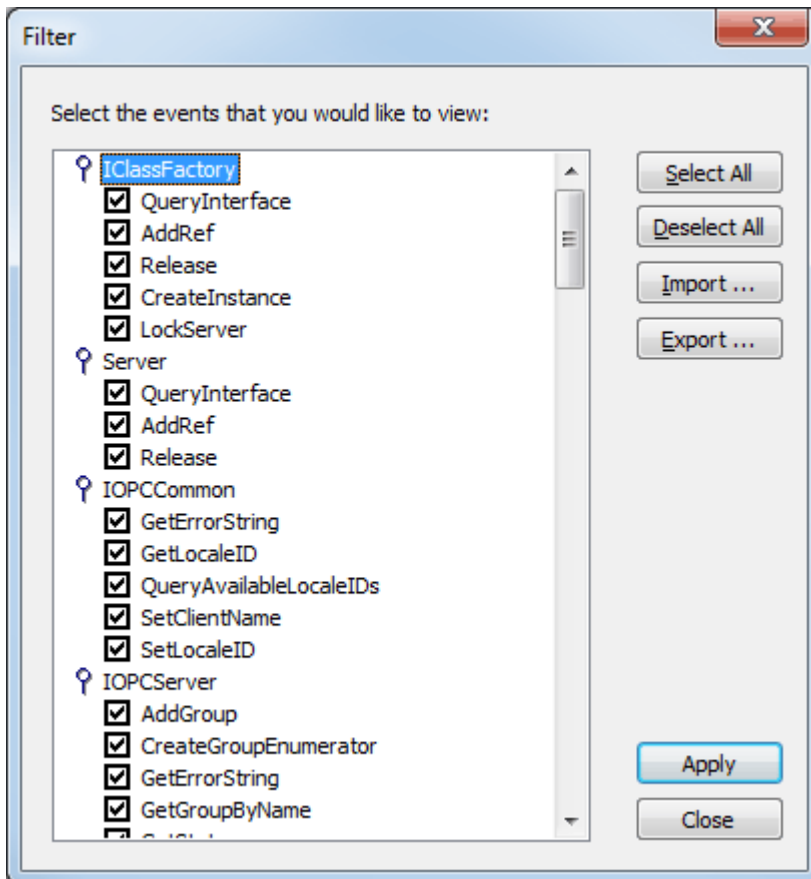 Filter
Select the events that you would like to view:
IClassFactory
QueryInterface
AddRef
Release
CreateInstance
LockServer
Server
QueryInterface
AddRef
Release
IOPCCommon
GetErrorString
GetLocaleID
QueryAvailableLocaleIDs
SetClientName
SetLocaleID
IOPCServer
AddGroup
CreateGroupEnumerator
GetErrorString
GetGroupByName
Select All
Deselect All
Import ...
Export ...
Apply
Close